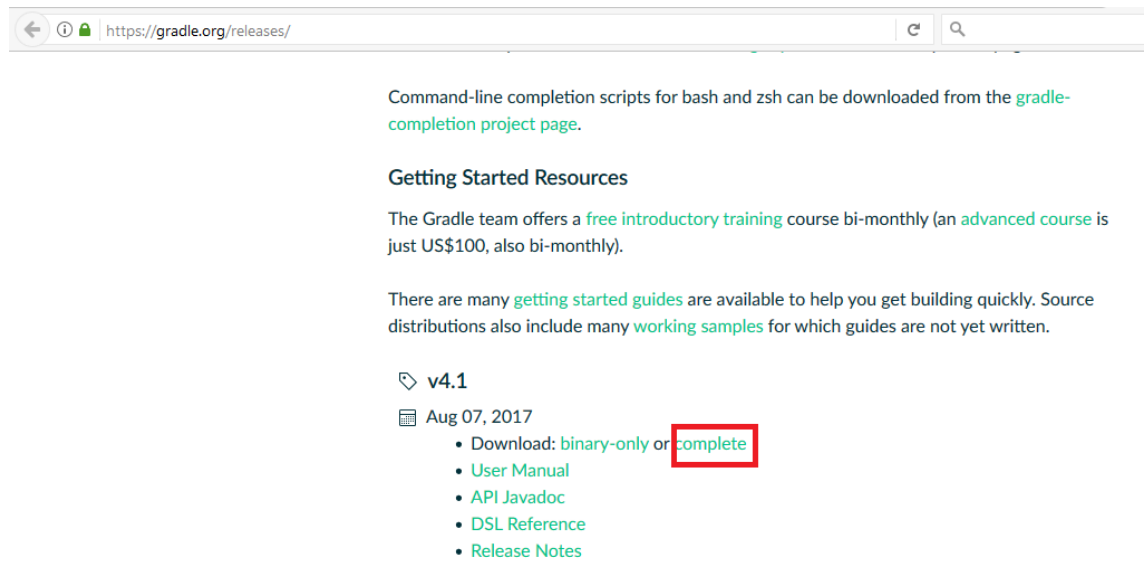 https://gradle.org/releases/
Command-line completion scripts for bash and zsh can be downloaded from the gradle-
completion project page.
Getting Started Resources
The Gradle team offers a free introductory training course bi-monthly (an advanced course is
just US$100, also bi-monthly).
There are many getting started guides are available to help you get building quickly. Source
distributions also include many working samples for which guides are not yet written.
v4.1
Aug 07, 2017
• Download: binary-only or complete
• User Manual
• API Javadoc
• DSL Reference
• Release Notes